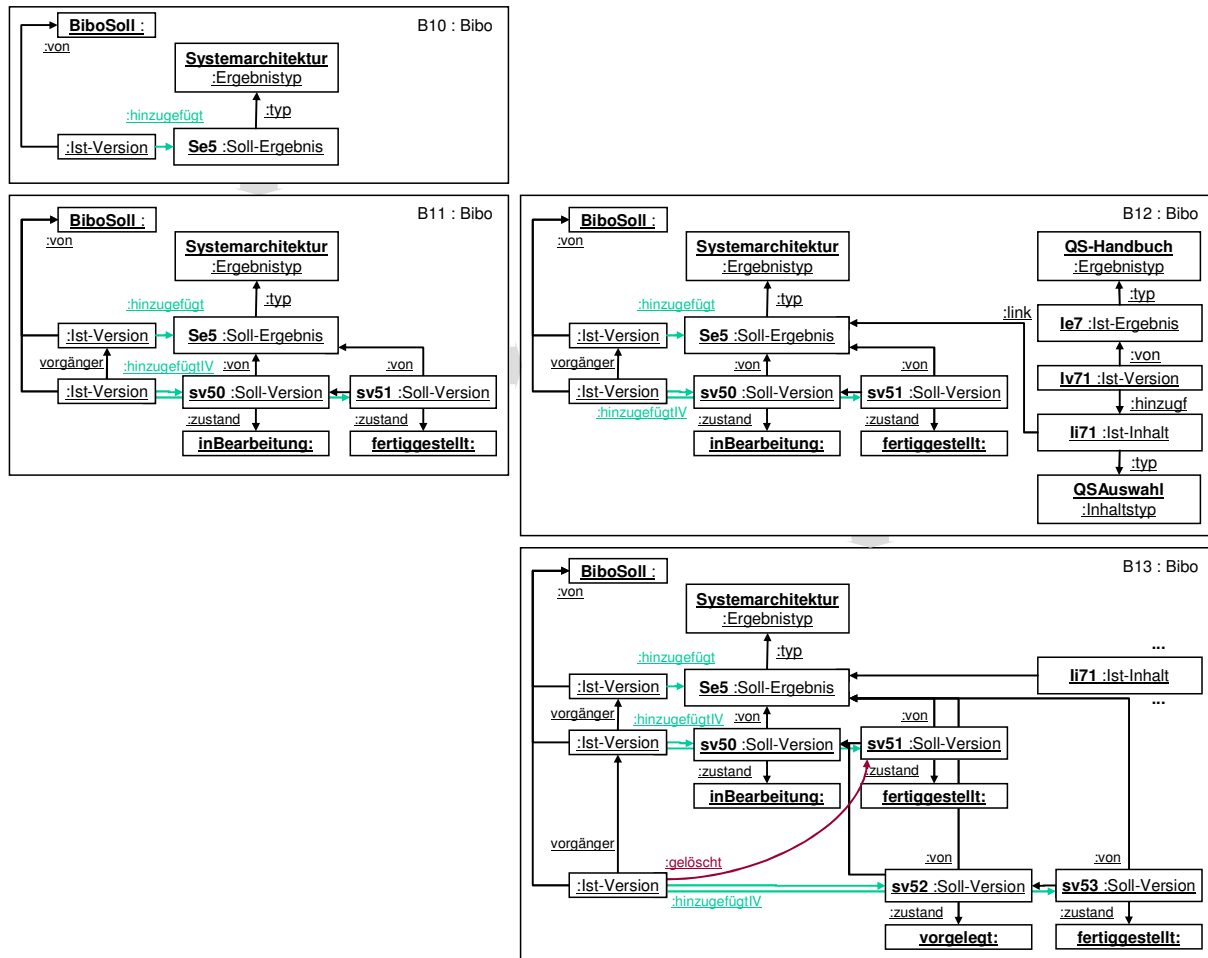 BiboSoll :
B10 : Bibo
:von
Systemarchitektur
:Ergebnistyp
:hinzugefügt
:typ
:Ist-Version
Se5 :Soll-Ergebnis
BiboSoll :
B11 : Bibo
:von
Systemarchitektur
:Ergebnistyp
:hinzugefügt
:typ
:Ist-Version
Se5 :Soll-Ergebnis
vorgänger
:hinzugefügtIV
:von
:von
:Ist-Version
sv50 :Soll-Version
sv51 :Soll-Version
:zustand
:zustand
inBearbeitung:
fertiggestellt:
BiboSoll :
B12 : Bibo
:von
Systemarchitektur
:Ergebnistyp
QS-Handbuch
:Ergebnistyp
:hinzugefügt
:typ
:typ
:link
:Ist-Version
Se5 :Soll-Ergebnis
Ie7 :Ist-Ergebnis
vorgänger
:von
:von
:von
:Ist-Version
sv50 :Soll-Version
sv51 :Soll-Version
Iv71 :Ist-Version
:hinzugefügtIV
:zustand
:zustand
:hinzugf
inBearbeitung:
fertiggestellt:
Ii71 :Ist-Inhalt
:typ
QSAuswahl
:Inhaltstyp
BiboSoll :
B13 : Bibo
:von
Systemarchitektur
:Ergebnistyp
:hinzugefügt
:typ
...
:Ist-Version
Se5 :Soll-Ergebnis
Ii71 :Ist-Inhalt
...
vorgänger
:hinzugefügtIV
:von
:von
:Ist-Version
sv50 :Soll-Version
sv51 :Soll-Version
:zustand
:zustand
inBearbeitung:
fertiggestellt:
vorgänger
:gelöscht
:von
:von
:Ist-Version
sv52 :Soll-Version
sv53 :Soll-Version
:hinzugefügtIV
:zustand
:zustand
vorgelegt:
fertiggestellt: